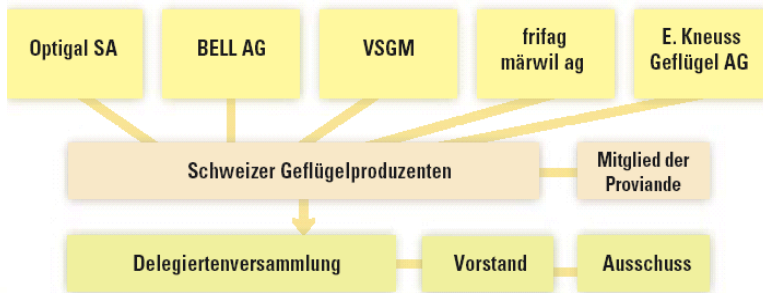 Optigal SA
BELL AG
VSGM
frifag
märwil ag
E. Kneuss
Geflügel AG
Schweizer Geflügelproduzenten
Mitglied der
Proviande
Delegiertenversammlung
Vorstand
Ausschuss